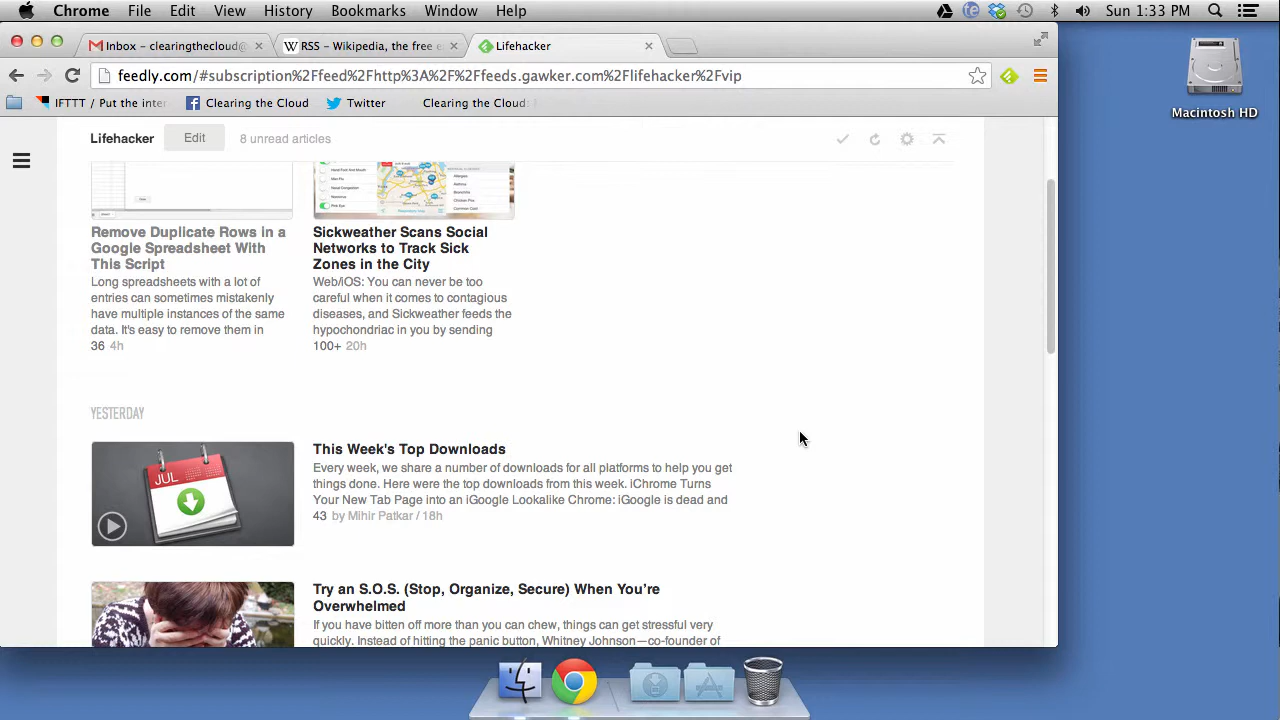 Chrome File Edit View History Bookmarks Window Help Sun 1:33 PM
Inbox - clearingthecloud@ RSS - Wikipedia, the free e Lifehacker
feedly.com/#subscription%2Ffeed%2Fhttp%3A%2F%2Ffeeds.gawker.com%2Flifehacker%2Fvip
IFTTT / Put the inter Clearing the Cloud Twitter Clearing the Cloud:
Macintosh HD
Lifehacker Edit 8 unread articles
Remove Duplicate Rows in a
Google Spreadsheet With
This Script
Long spreadsheets with a lot of
entries can sometimes mistakenly
have multiple instances of the same
data. It's easy to remove them in
36 4h
Sickweather Scans Social
Networks to Track Sick
Zones in the City
Web/iOS: You can never be too
careful when it comes to contagious
diseases, and Sickweather feeds the
hypochondriac in you by sending
100+ 20h
YESTERDAY
JUL
This Week's Top Downloads
Every week, we share a number of downloads for all platforms to help you get
things done. Here were the top downloads from this week. iChrome Turns
Your New Tab Page into an iGoogle Lookalike Chrome: iGoogle is dead and
43 by Mihir Patkar / 18h
Try an S.O.S. (Stop, Organize, Secure) When You're
Overwhelmed
If you have bitten off more than you can chew, things can get stressful very
quickly. Instead of hitting the panic button, Whitney Johnson—co-founder of